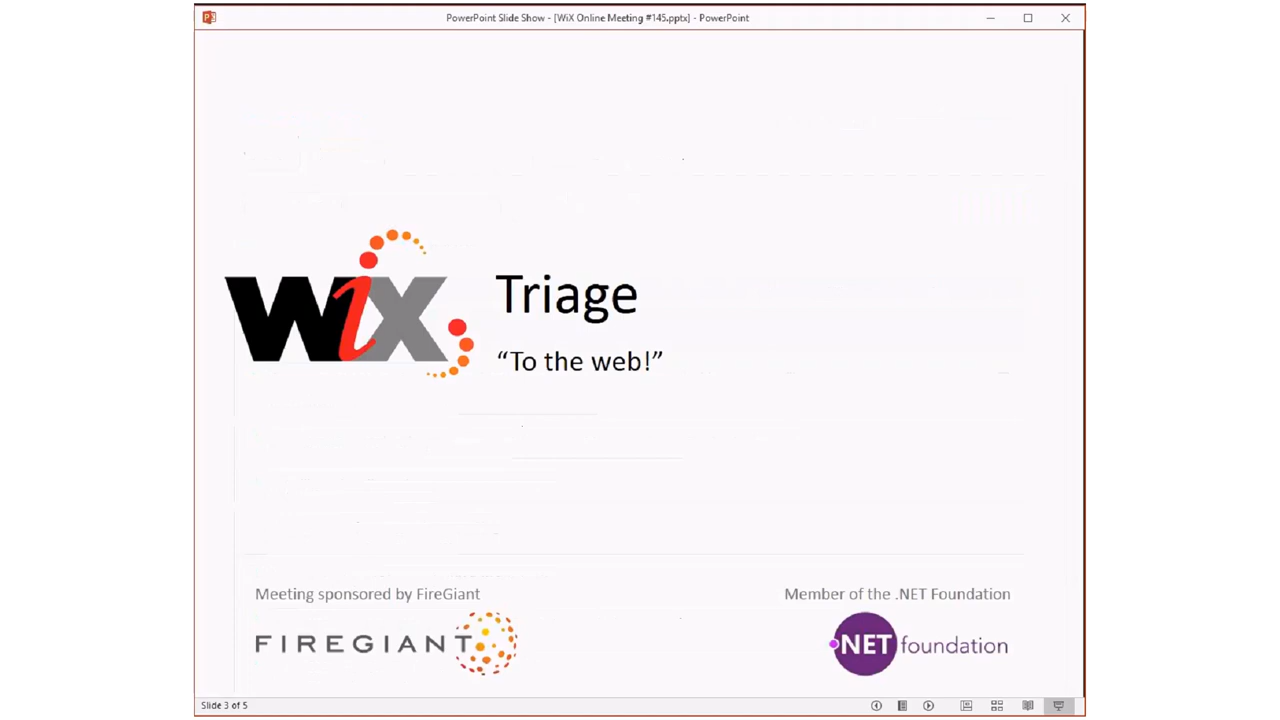 PowerPoint Slide Show - [WiX Online Meeting #145.pptx] - PowerPoint
WiX
Triage
“To the web!”
Meeting sponsored by FireGiant
Member of the .NET Foundation
FIREGIANT
.NET foundation
Slide 3 of 5